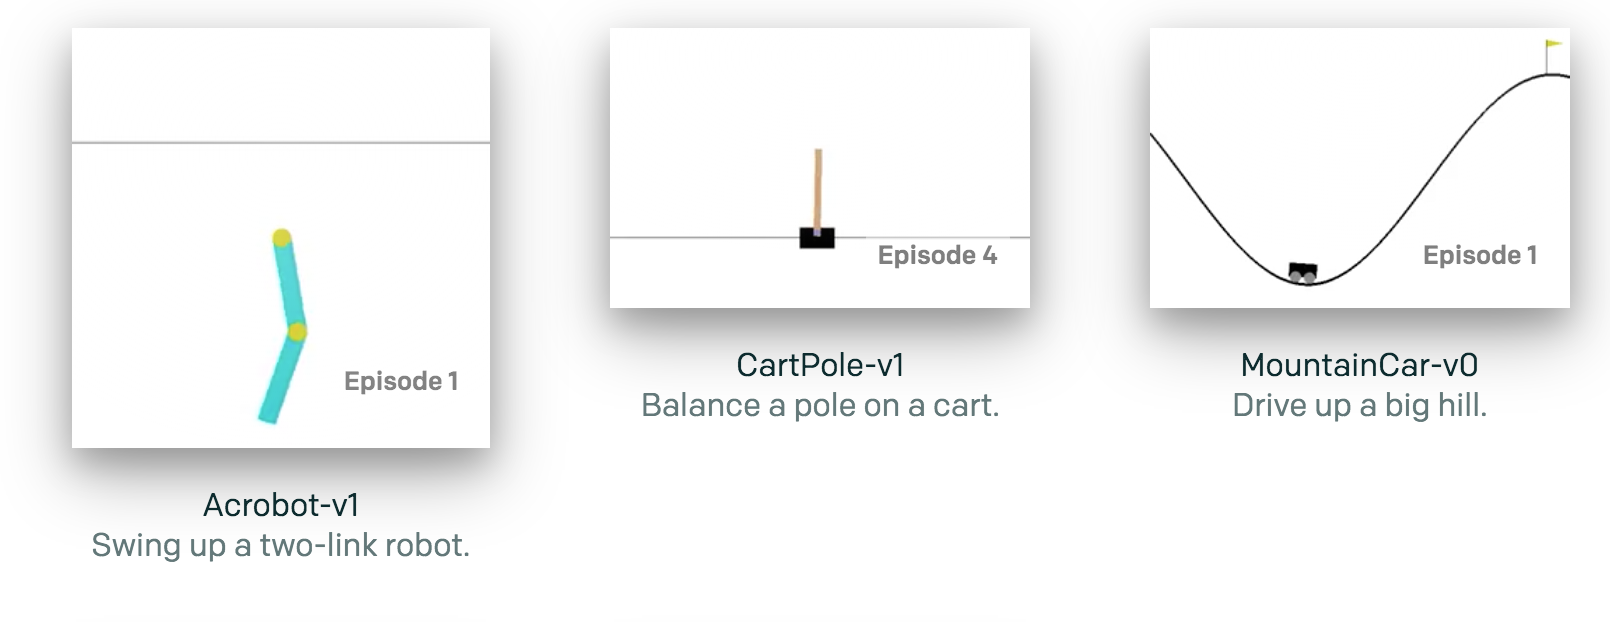 Episode 1
Acrobot-v1
Swing up a two-link robot.
Episode 4
CartPole-v1
Balance a pole on a cart.
Episode 1
MountainCar-v0
Drive up a big hill.